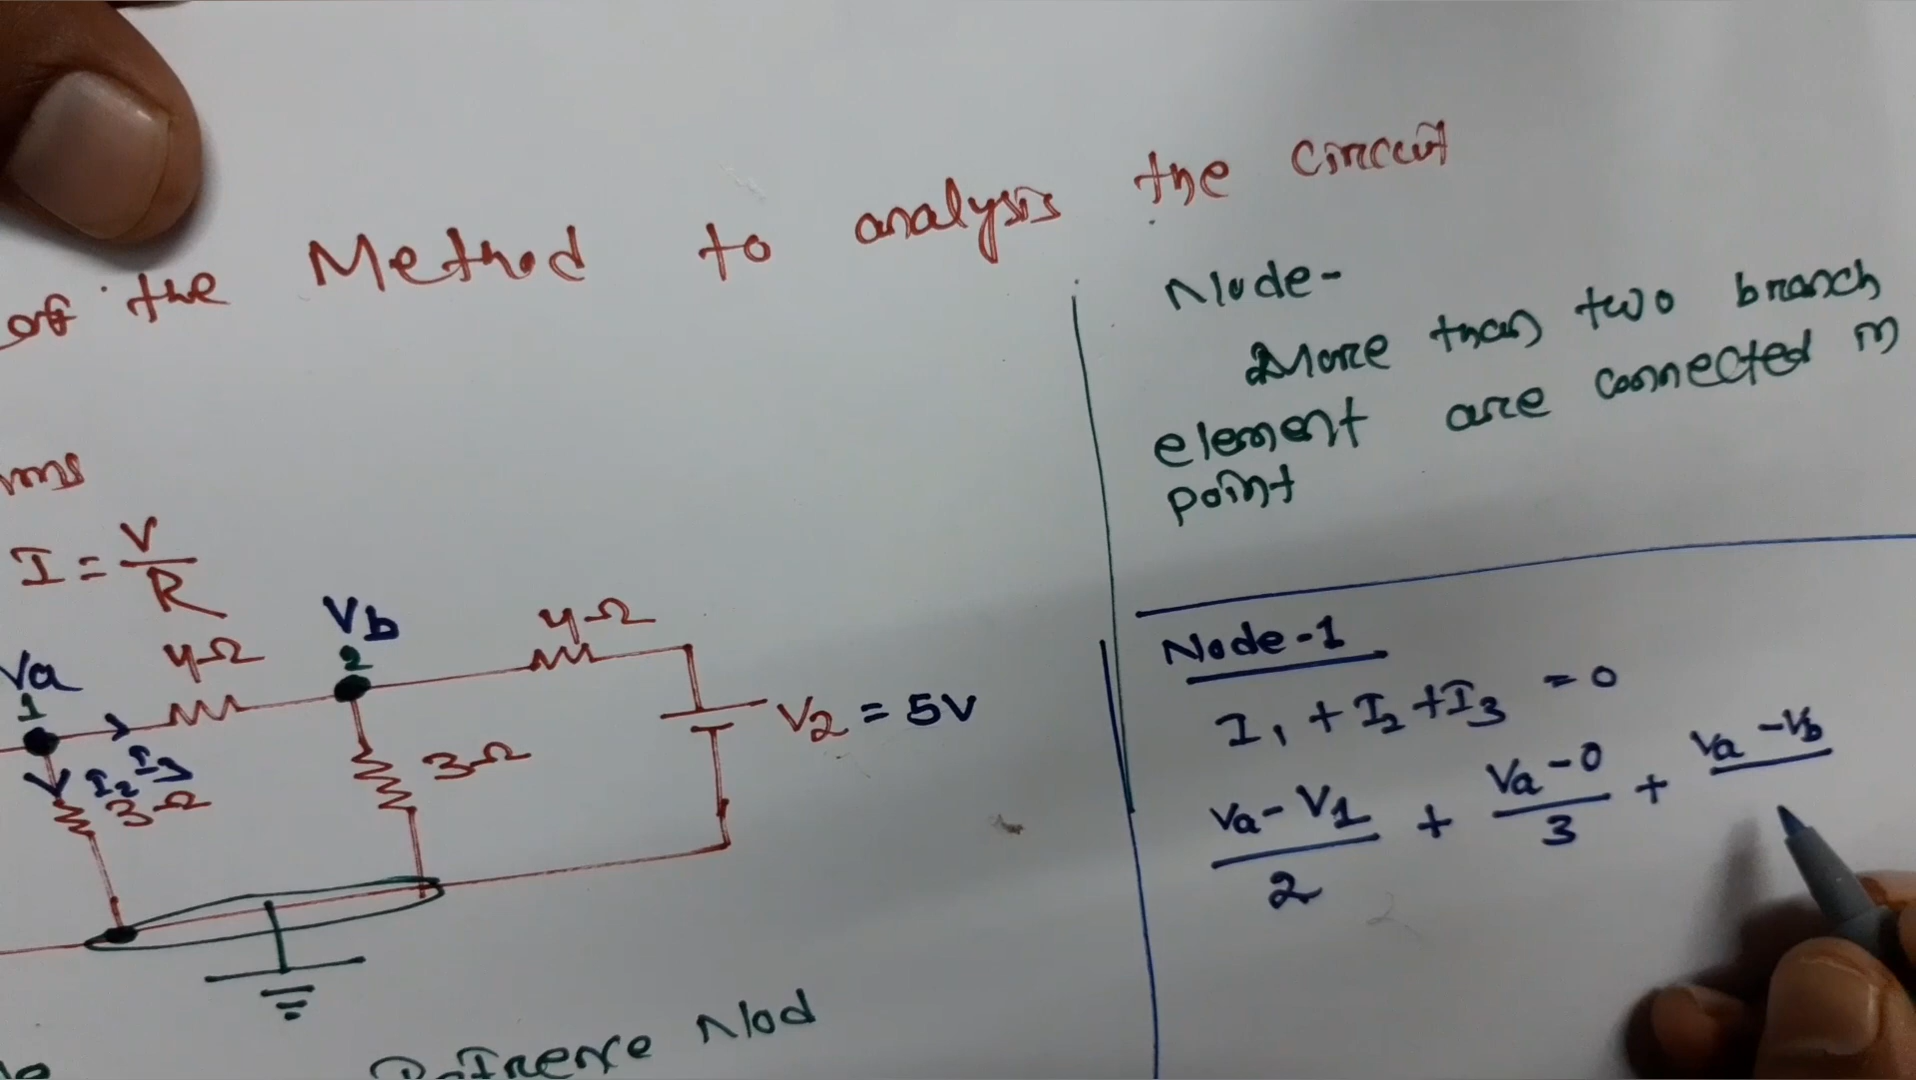 of the Method to analysis the circuit
Node-
More than two branch
element are connected in
point
rms
I = V/R
Va
1
4Ω
Vb
2
4Ω
V2 = 5V
I2 I3
3Ω
3Ω
Node-1
I1 + I2 + I3 = 0
Va - V1 / 2 + Va - 0 / 3 + Va - Vb
Refrence Nod